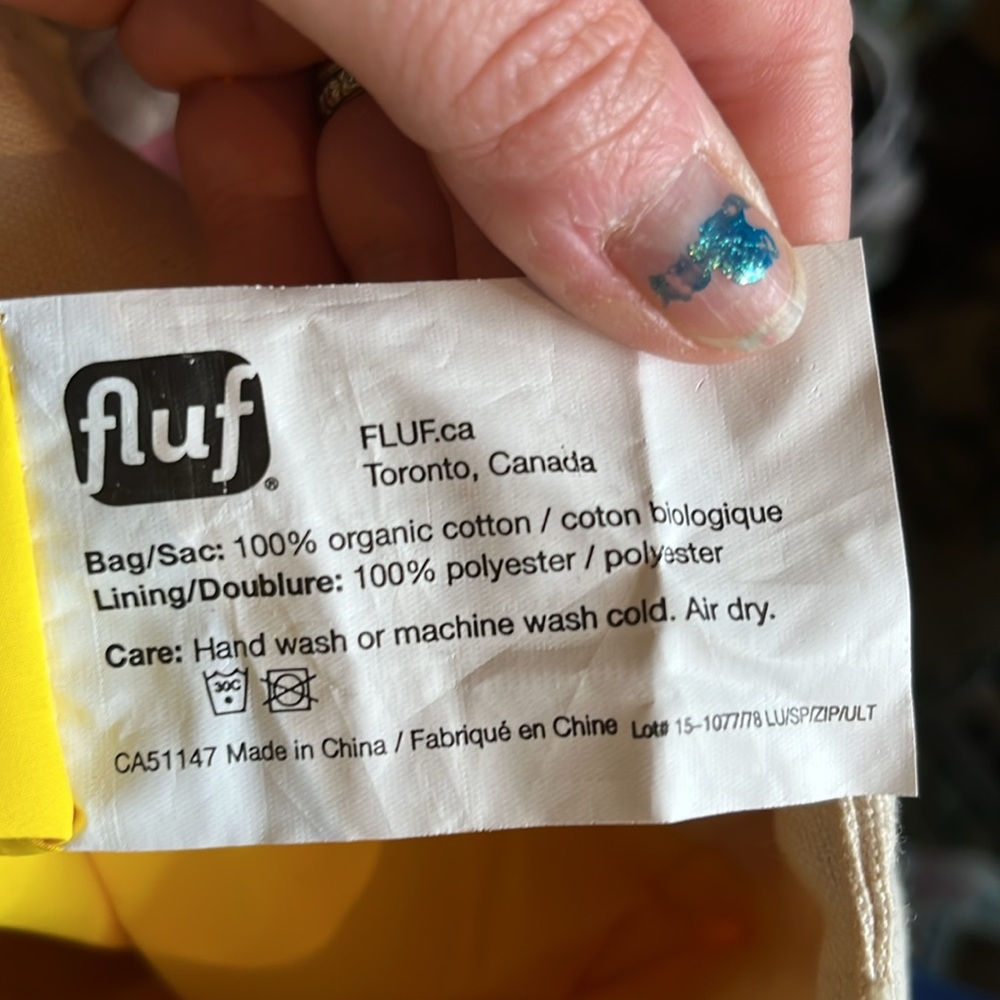 fluf®
FLUF.ca
Toronto, Canada
Bag/Sac: 100% organic cotton / coton biologique
Lining/Doublure: 100% polyester / polyester
Care: Hand wash or machine wash cold. Air dry.
30C
CA51147 Made in China / Fabriqué en Chine Lot# 15-1077/78 LU/SP/ZIP/ULT